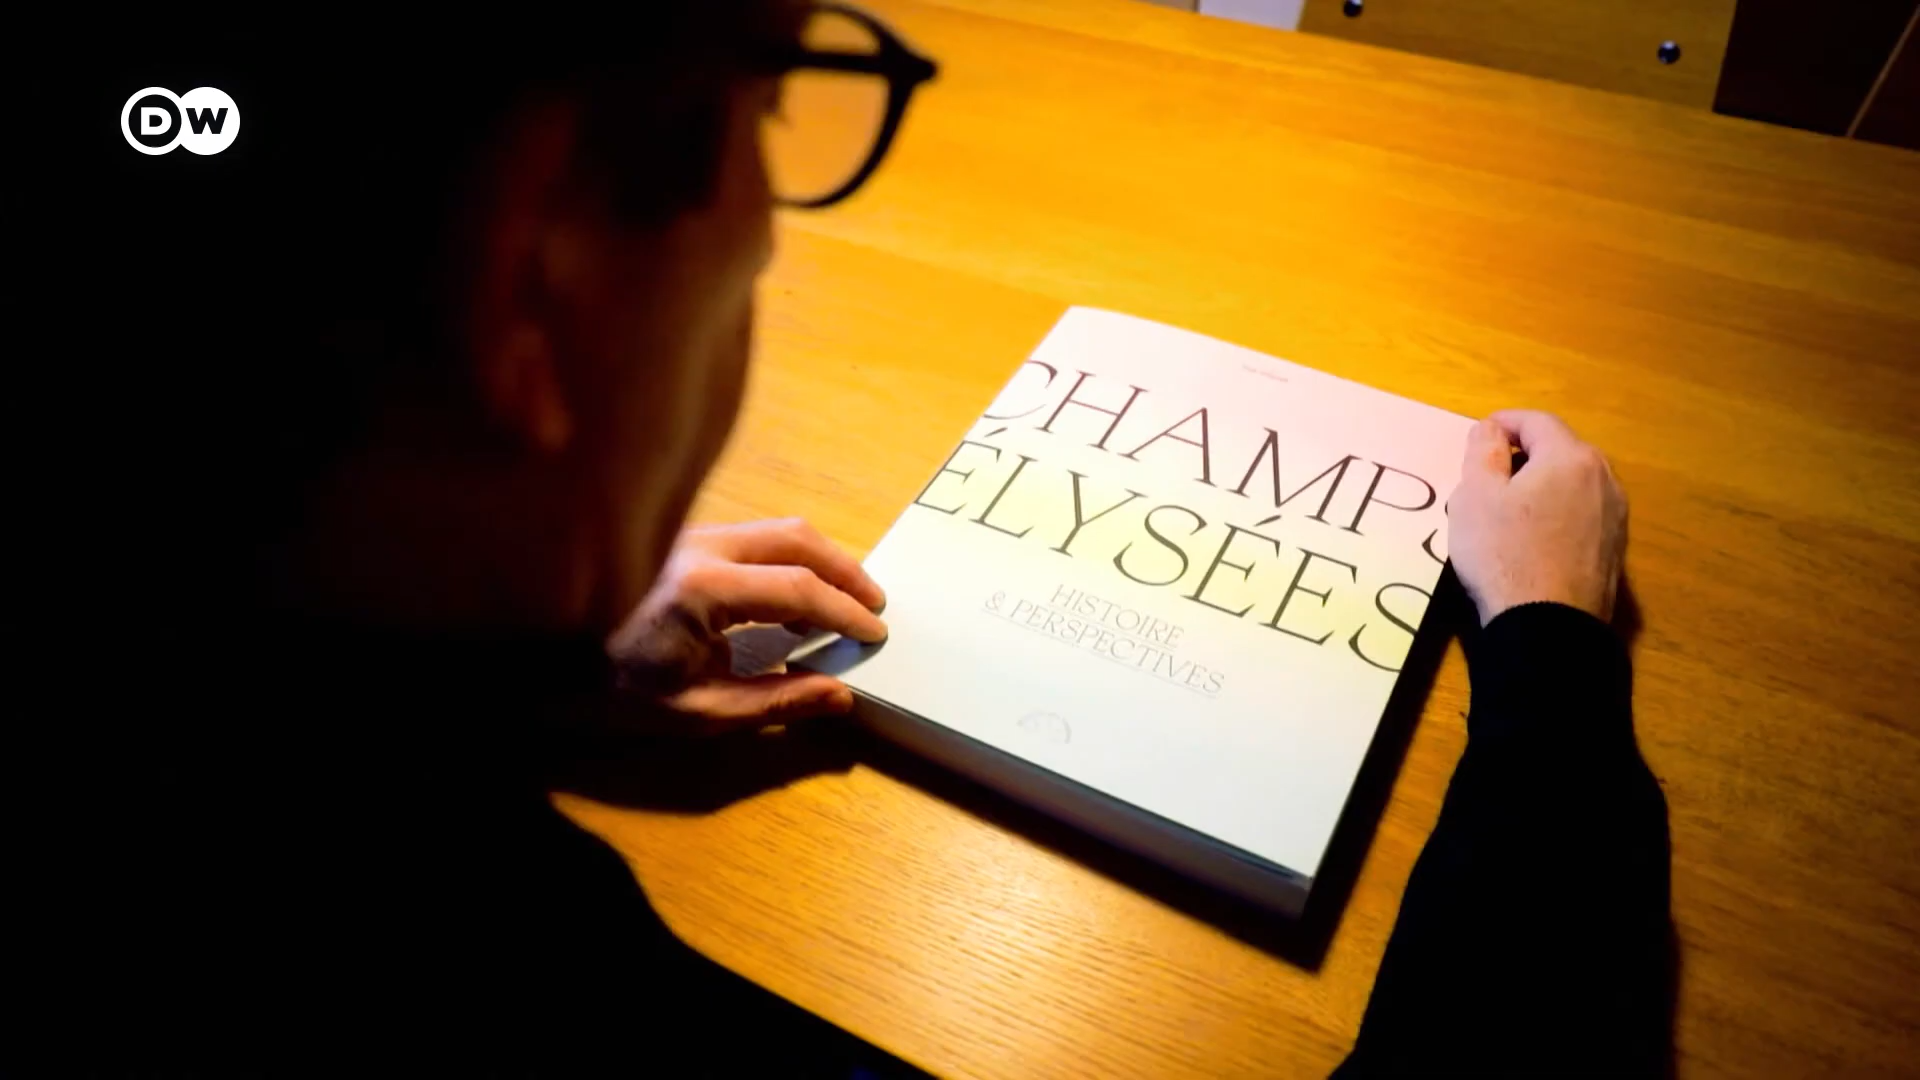 DW
CHAMPS
ÉLYSÉES
HISTOIRE
& PERSPECTIVES